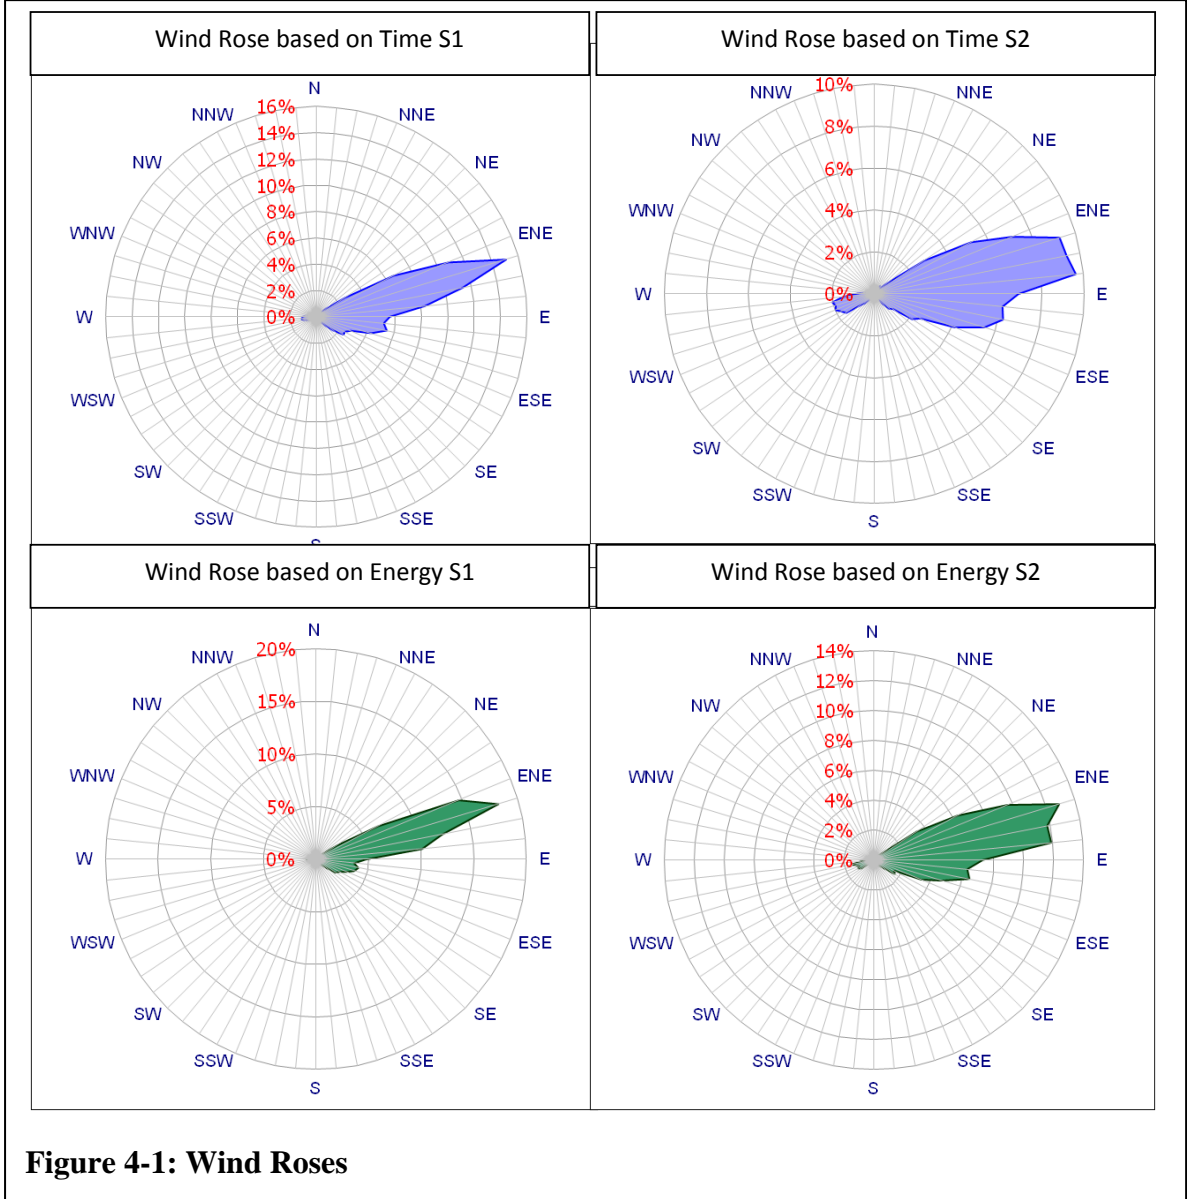 Wind Rose based on Time S1
N
NNW
NNE
16%
14%
NW
12%
NE
10%
8%
WNW
6%
ENE
4%
2%
W
0%
E
WSW
ESE
SW
SE
SSW
SSE
S
Wind Rose based on Time S2
10%
NNW
NNE
8%
NW
NE
6%
WNW
4%
ENE
2%
W
0%
E
WSW
ESE
SW
SE
SSW
SSE
S
Wind Rose based on Energy S1
N
20%
NNW
NNE
NW
15%
NE
10%
WNW
ENE
5%
W
0%
E
WSW
ESE
SW
SE
SSW
SSE
S
Wind Rose based on Energy S2
N
14%
NNW
NNE
12%
NW
10%
NE
8%
WNW
6%
ENE
4%
2%
W
0%
E
WSW
ESE
SW
SE
SSW
SSE
S
Figure 4-1: Wind Roses